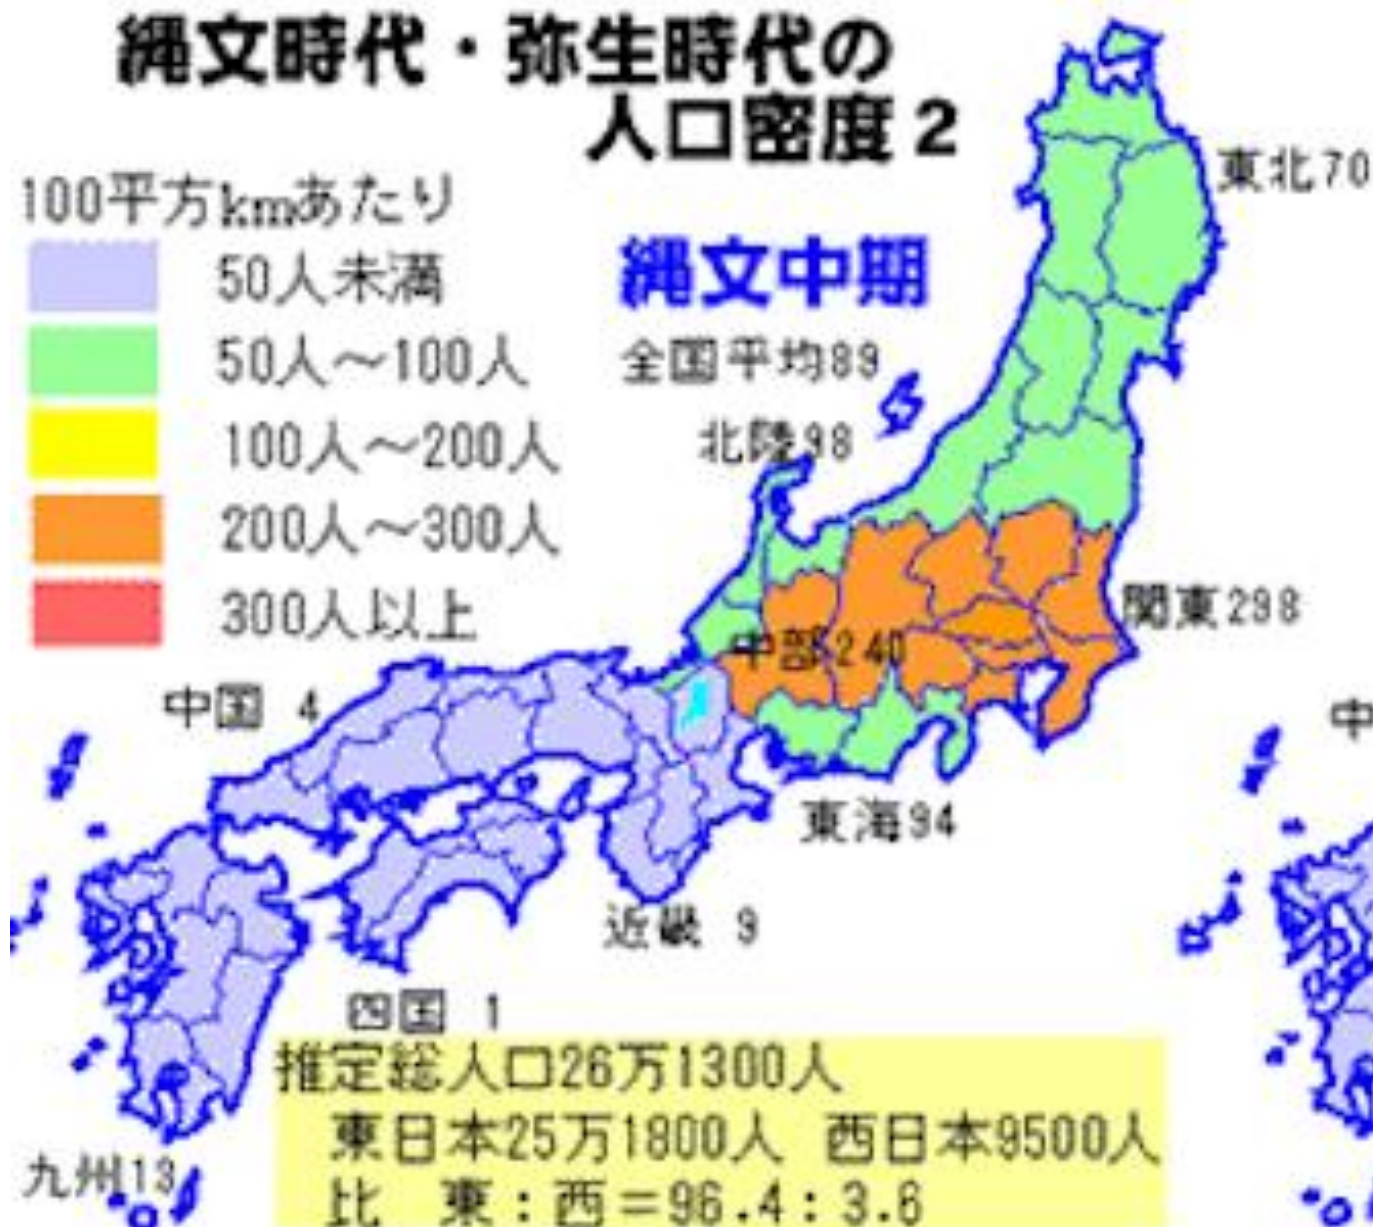 縄文時代・弥生時代の
人口密度2
100平方kmあたり
50人未満
50人～100人
100人～200人
200人～300人
300人以上
縄文中期
全国平均89
東北70
北陸98
関東298
中部240
中国 4
東海94
近畿 9
四国 1
九州13
中
推定総人口26万1300人
東日本25万1800人 西日本9500人
比 東：西＝96.4：3.6